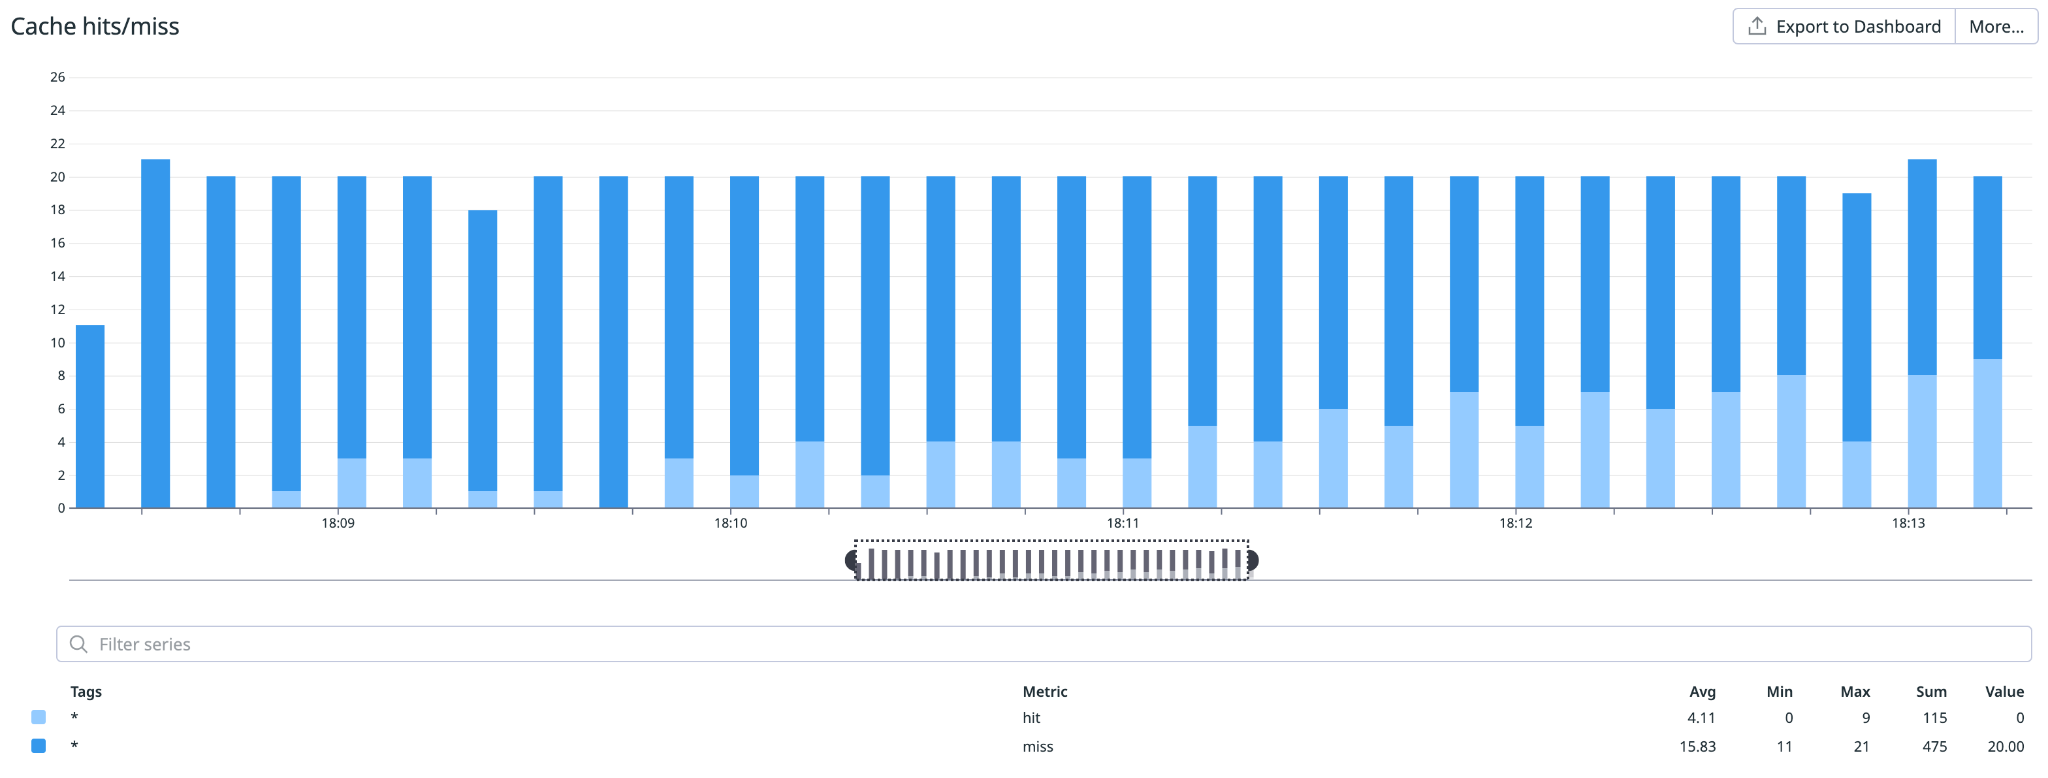 Cache hits/miss
Export to Dashboard
More...
26
24
22
20
18
16
14
12
10
8
6
4
2
0
18:09 18:10 18:11 18:12 18:13
Filter series
Tags Metric Avg Min Max Sum Value
* hit 4.11 0 9 115 0
* miss 15.83 11 21 475 20.00